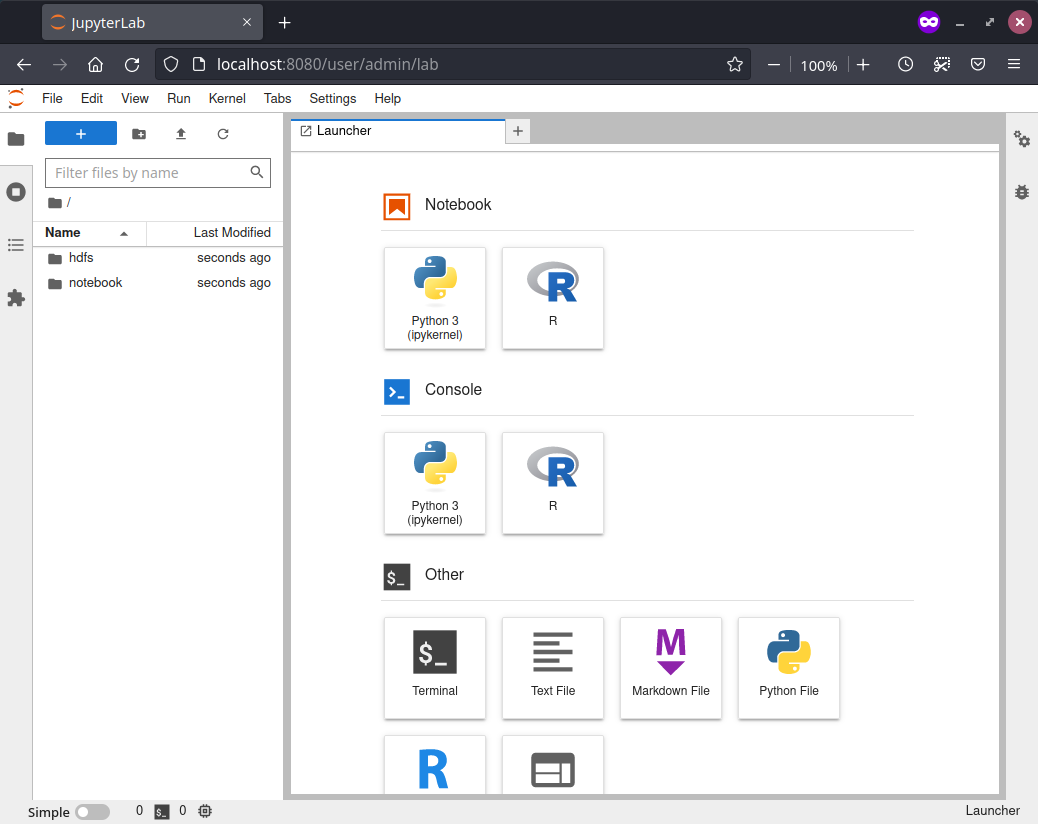 JupyterLab
localhost:8080/user/admin/lab
100%
File Edit View Run Kernel Tabs Settings Help
Launcher
Filter files by name
/
Name Last Modified
hdfs seconds ago
notebook seconds ago
Notebook
Python 3
(ipykernel)
R
Console
Python 3
(ipykernel)
R
$_ Other
$_
Terminal
Text File
M
Markdown File
Python File
R
Simple 0 $_ 0 Launcher